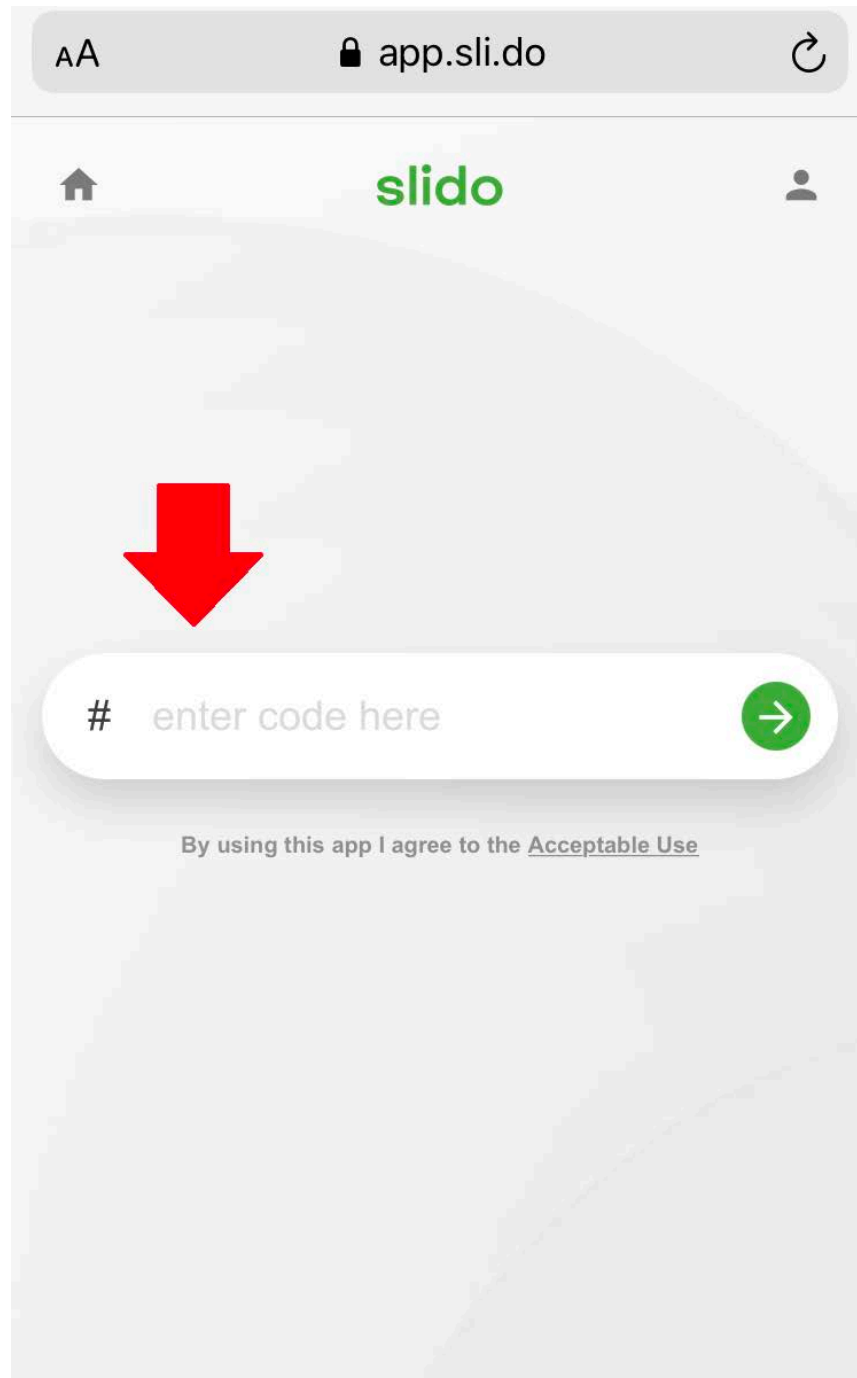 AA app.sli.do
slido
# enter code here
By using this app I agree to the Acceptable Use